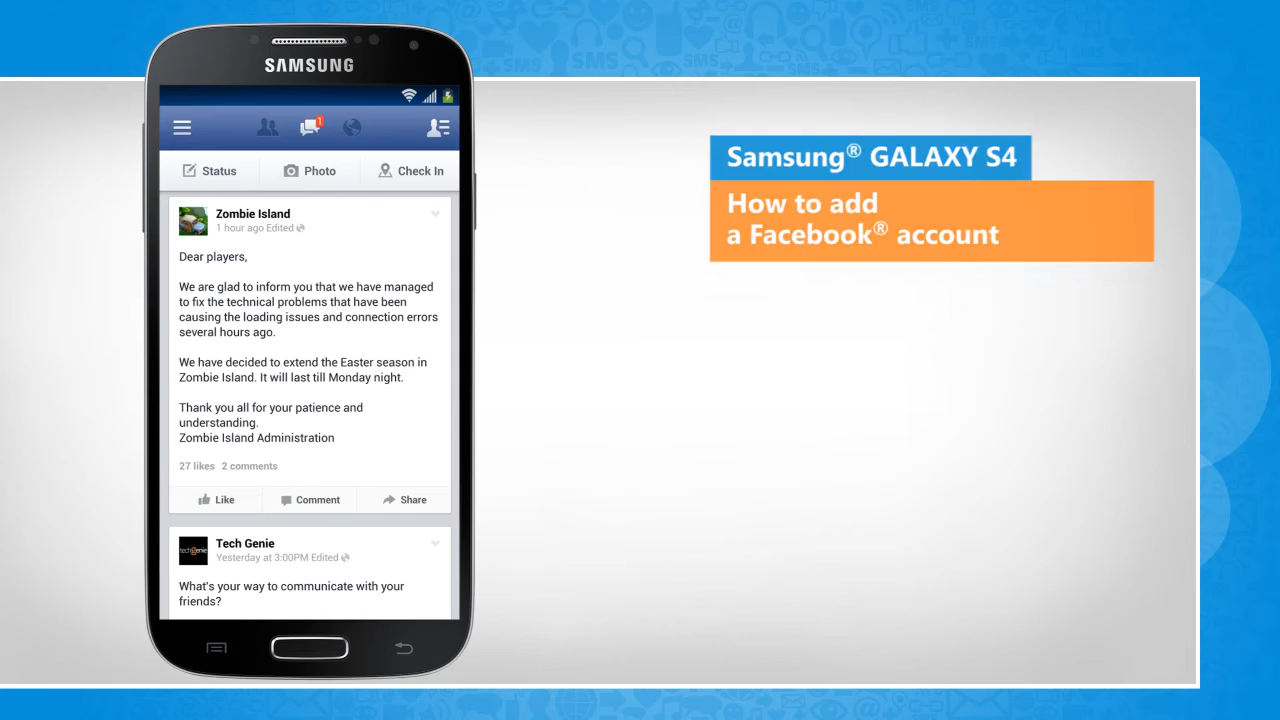 SAMSUNG
1
Status Photo Check In
Zombie Island
1 hour ago Edited
Dear players,
We are glad to inform you that we have managed
to fix the technical problems that have been
causing the loading issues and connection errors
several hours ago.
We have decided to extend the Easter season in
Zombie Island. It will last till Monday night.
Thank you all for your patience and
understanding.
Zombie Island Administration
27 likes 2 comments
Like Comment Share
techgenie
Tech Genie
Yesterday at 3:00PM Edited
What's your way to communicate with your
friends?
Samsung® GALAXY S4
How to add
a Facebook® account
SMS
SMS
SMS